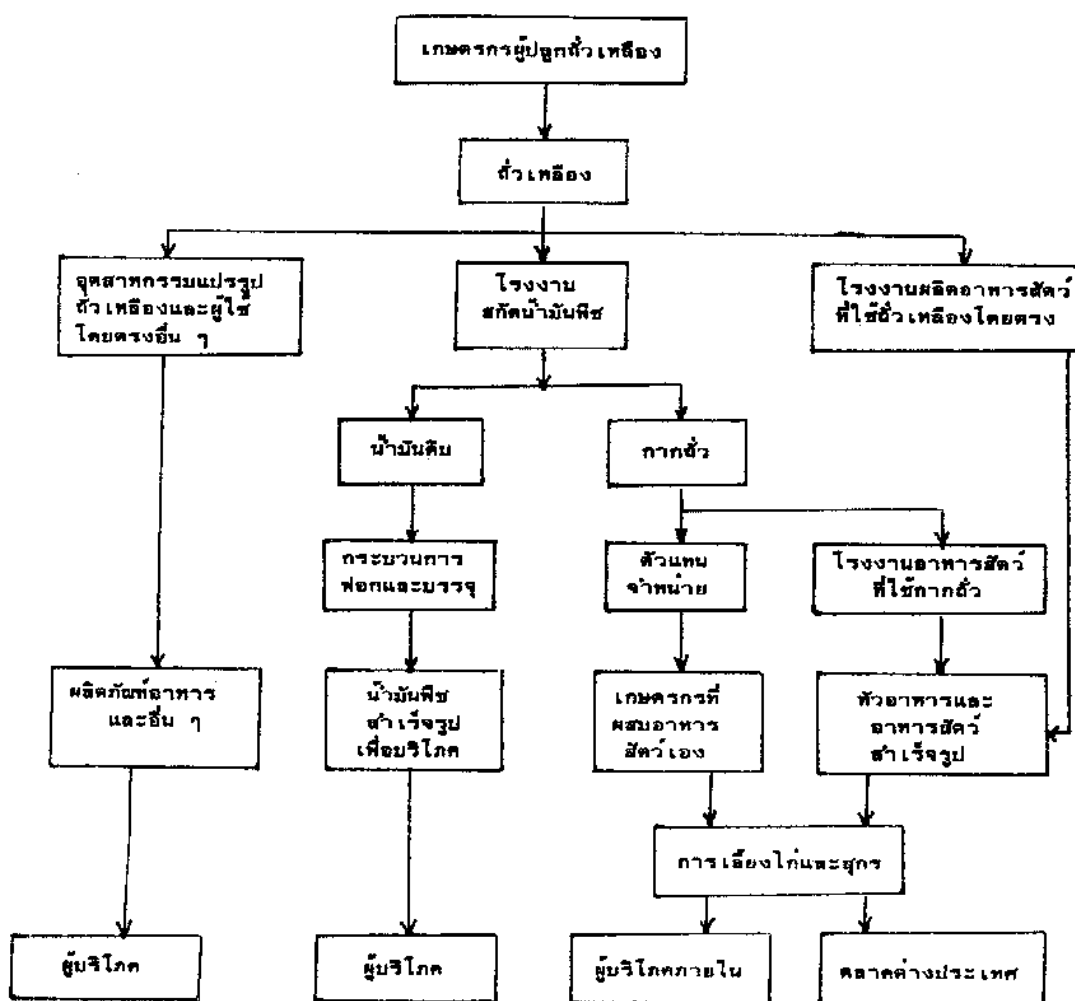 เกษตรกรผู้ปลูกถั่วเหลือง
ถั่วเหลือง
อุตสาหกรรมแปรรูป
ถั่วเหลืองและผู้ใช้
โดยตรงอื่น ๆ
โรงงาน
สกัดน้ำมันพืช
โรงงานผลิตอาหารสัตว์
ที่ใช้ถั่วเหลืองโดยตรง
น้ำมันดิบ
กากถั่ว
กระบวนการ
ฟอกและบรรจุ
ตัวแทน
จำหน่าย
โรงงานอาหารสัตว์
ที่ใช้กากถั่ว
ผลิตภัณฑ์อาหาร
และอื่น ๆ
น้ำมันพืช
สำเร็จรูป
เพื่อบริโภค
เกษตรกรที่
ผสมอาหาร
สัตว์เอง
หัวอาหารและ
อาหารสัตว์
สำเร็จรูป
การเลี้ยงไก่และสุกร
ผู้บริโภค
ผู้บริโภค
ผู้บริโภคภายใน
ตลาดต่างประเทศ